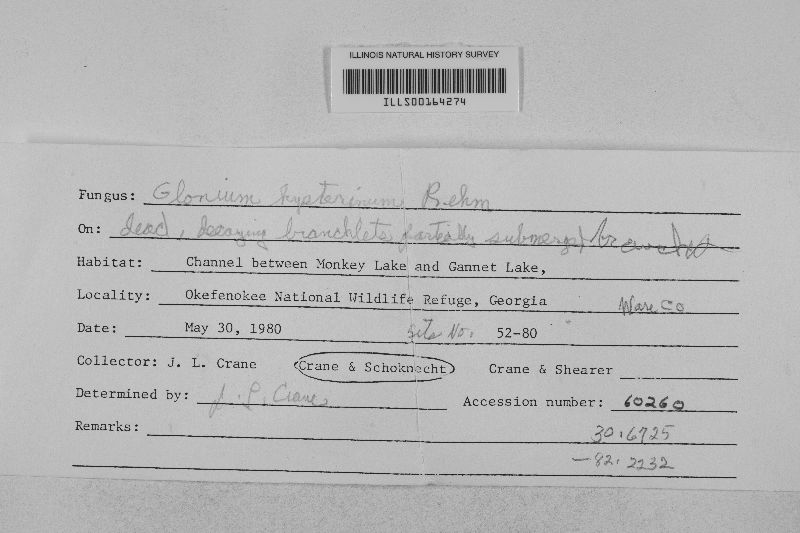 ILLINOIS NATURAL HISTORY SURVEY
ILLS00164274
Fungus: Glonium hysterinum Rehm
On: dead, decaying branchlets, partially submerged branches
Habitat: Channel between Monkey Lake and Gannet Lake,
Locality: Okefenokee National Wildlife Refuge, Georgia Ware Co
Date: May 30, 1980 Site No. 52-80
Collector: J. L. Crane Crane & Schoknecht Crane & Shearer
Determined by: J. L. Crane Accession number: 60260
Remarks: 30.6725
-82.2232